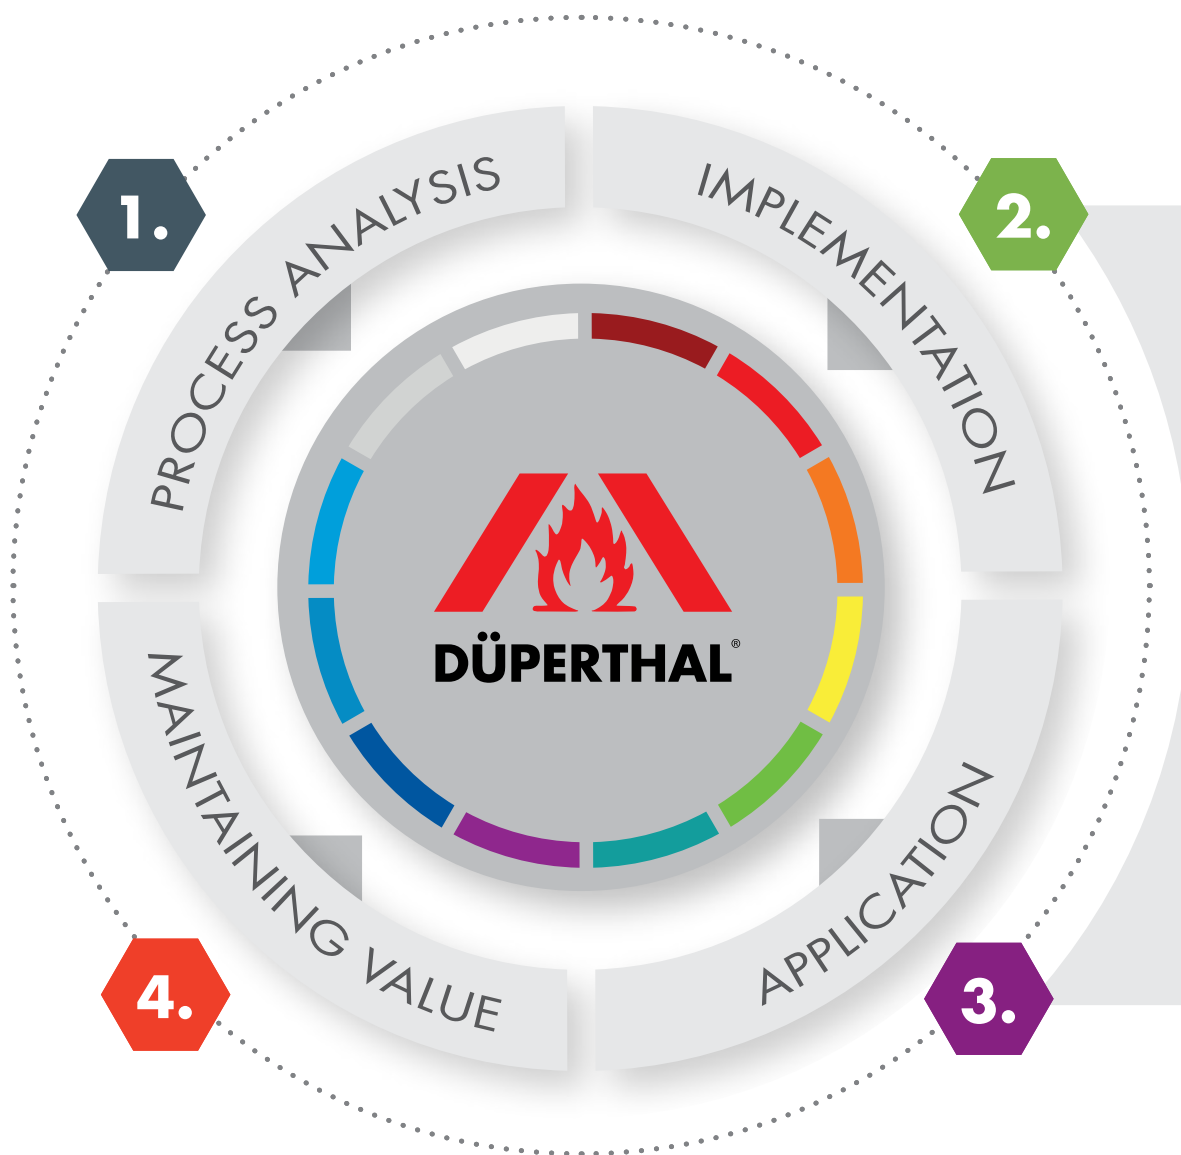 1.
PROCESS ANALYSIS
2.
IMPLEMENTATION
3.
APPLICATION
4.
MAINTAINING VALUE
DÜPERTHAL®